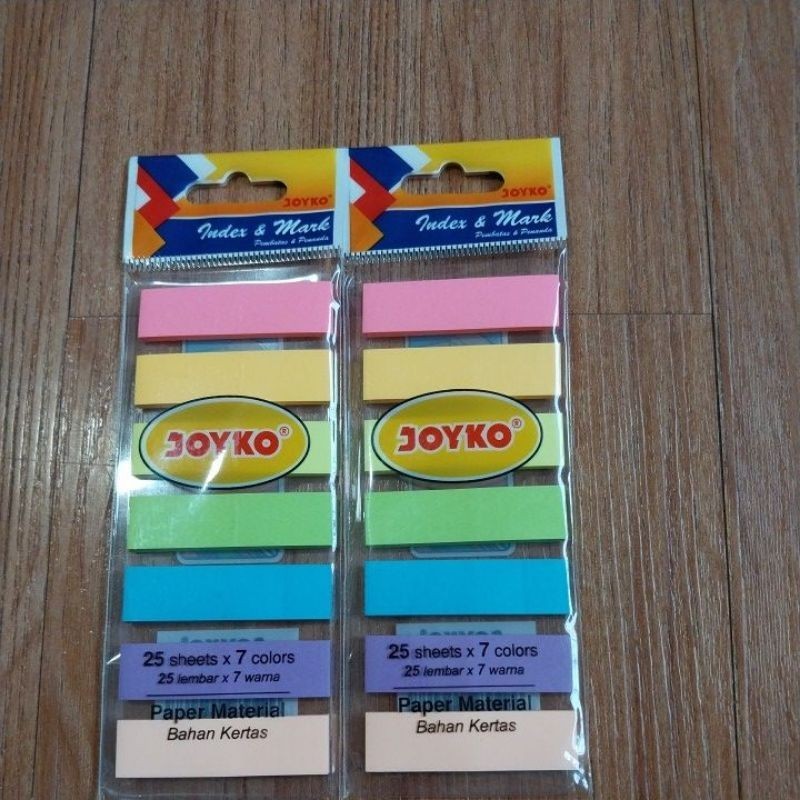 JOYKO®
Index & Mark
Pembatas & Penanda
JOYKO®
25 sheets x 7 colors
25 lembar x 7 warna
Paper Material
Bahan Kertas
JOYKO®
Index & Mark
Pembatas & Penanda
JOYKO®
25 sheets x 7 colors
25 lembar x 7 warna
Paper Material
Bahan Kertas